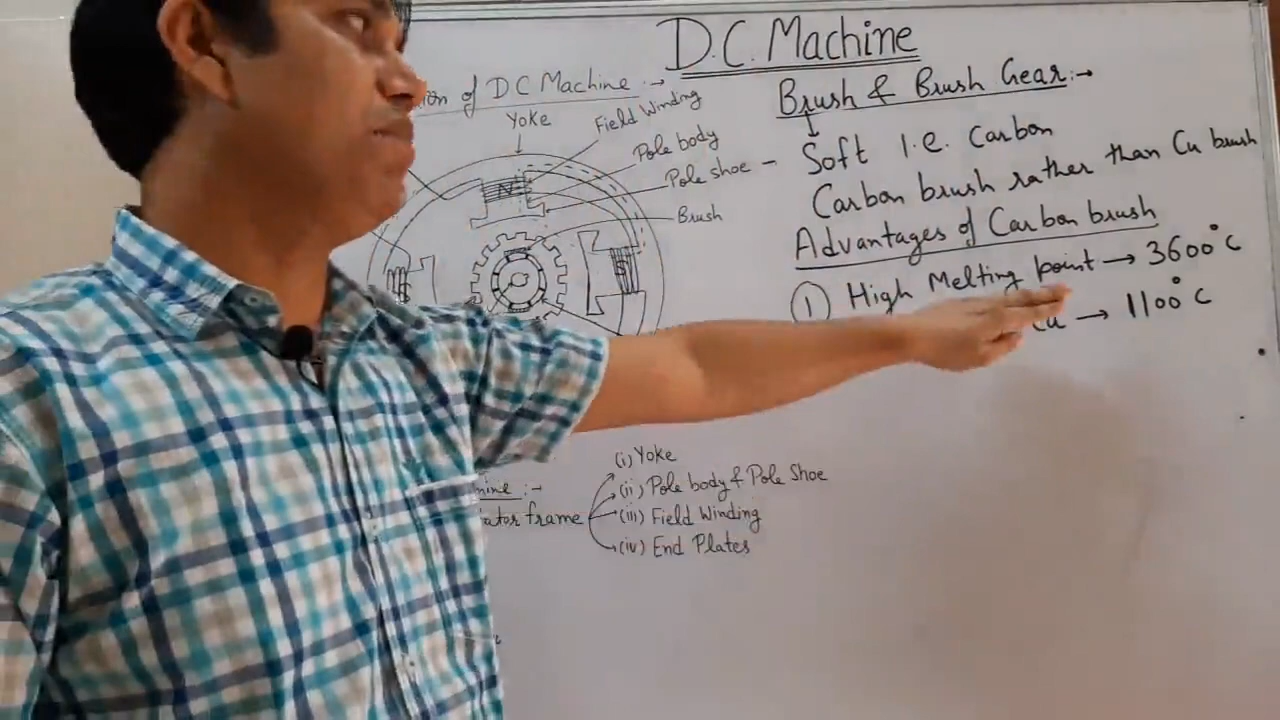 D.C. Machine
ion of DC Machine :→
Yoke
Field Winding
Pole body
Pole shoe -
Brush
N
S
Brush & Brush Gear :→
Soft i.e. Carbon
Carbon brush rather than Cu brush
Advantages of Carbon brush
① High Melting point → 3600°C
Cu → 1100°C
mine :→
tator frame
(i) Yoke
(ii) Pole body & Pole Shoe
(iii) Field Winding
(iv) End Plates